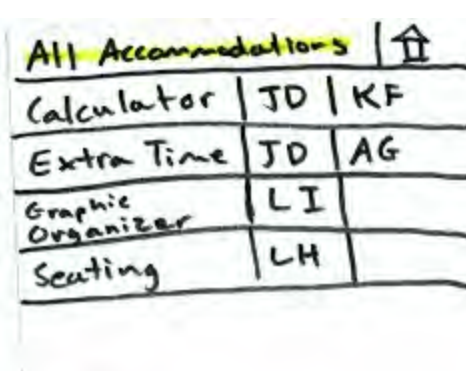 All Accommodations
Calculator JD KF
Extra Time JD AG
Graphic
Organizer LI
Seating LH